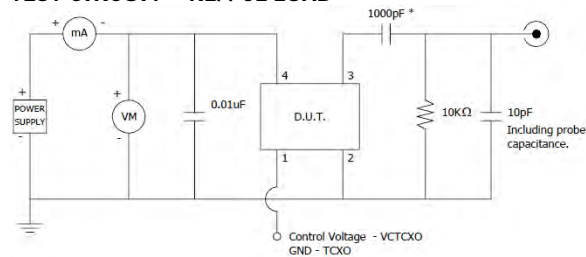 1000pF *
+ mA -
4
3
+
+
0.01uF
POWER
SUPPLY
VM
D.U.T.
10KΩ
10pF
Including probe
capacitance.
-
-
1
2
Control Voltage - VCTCXO
GND - TCXO